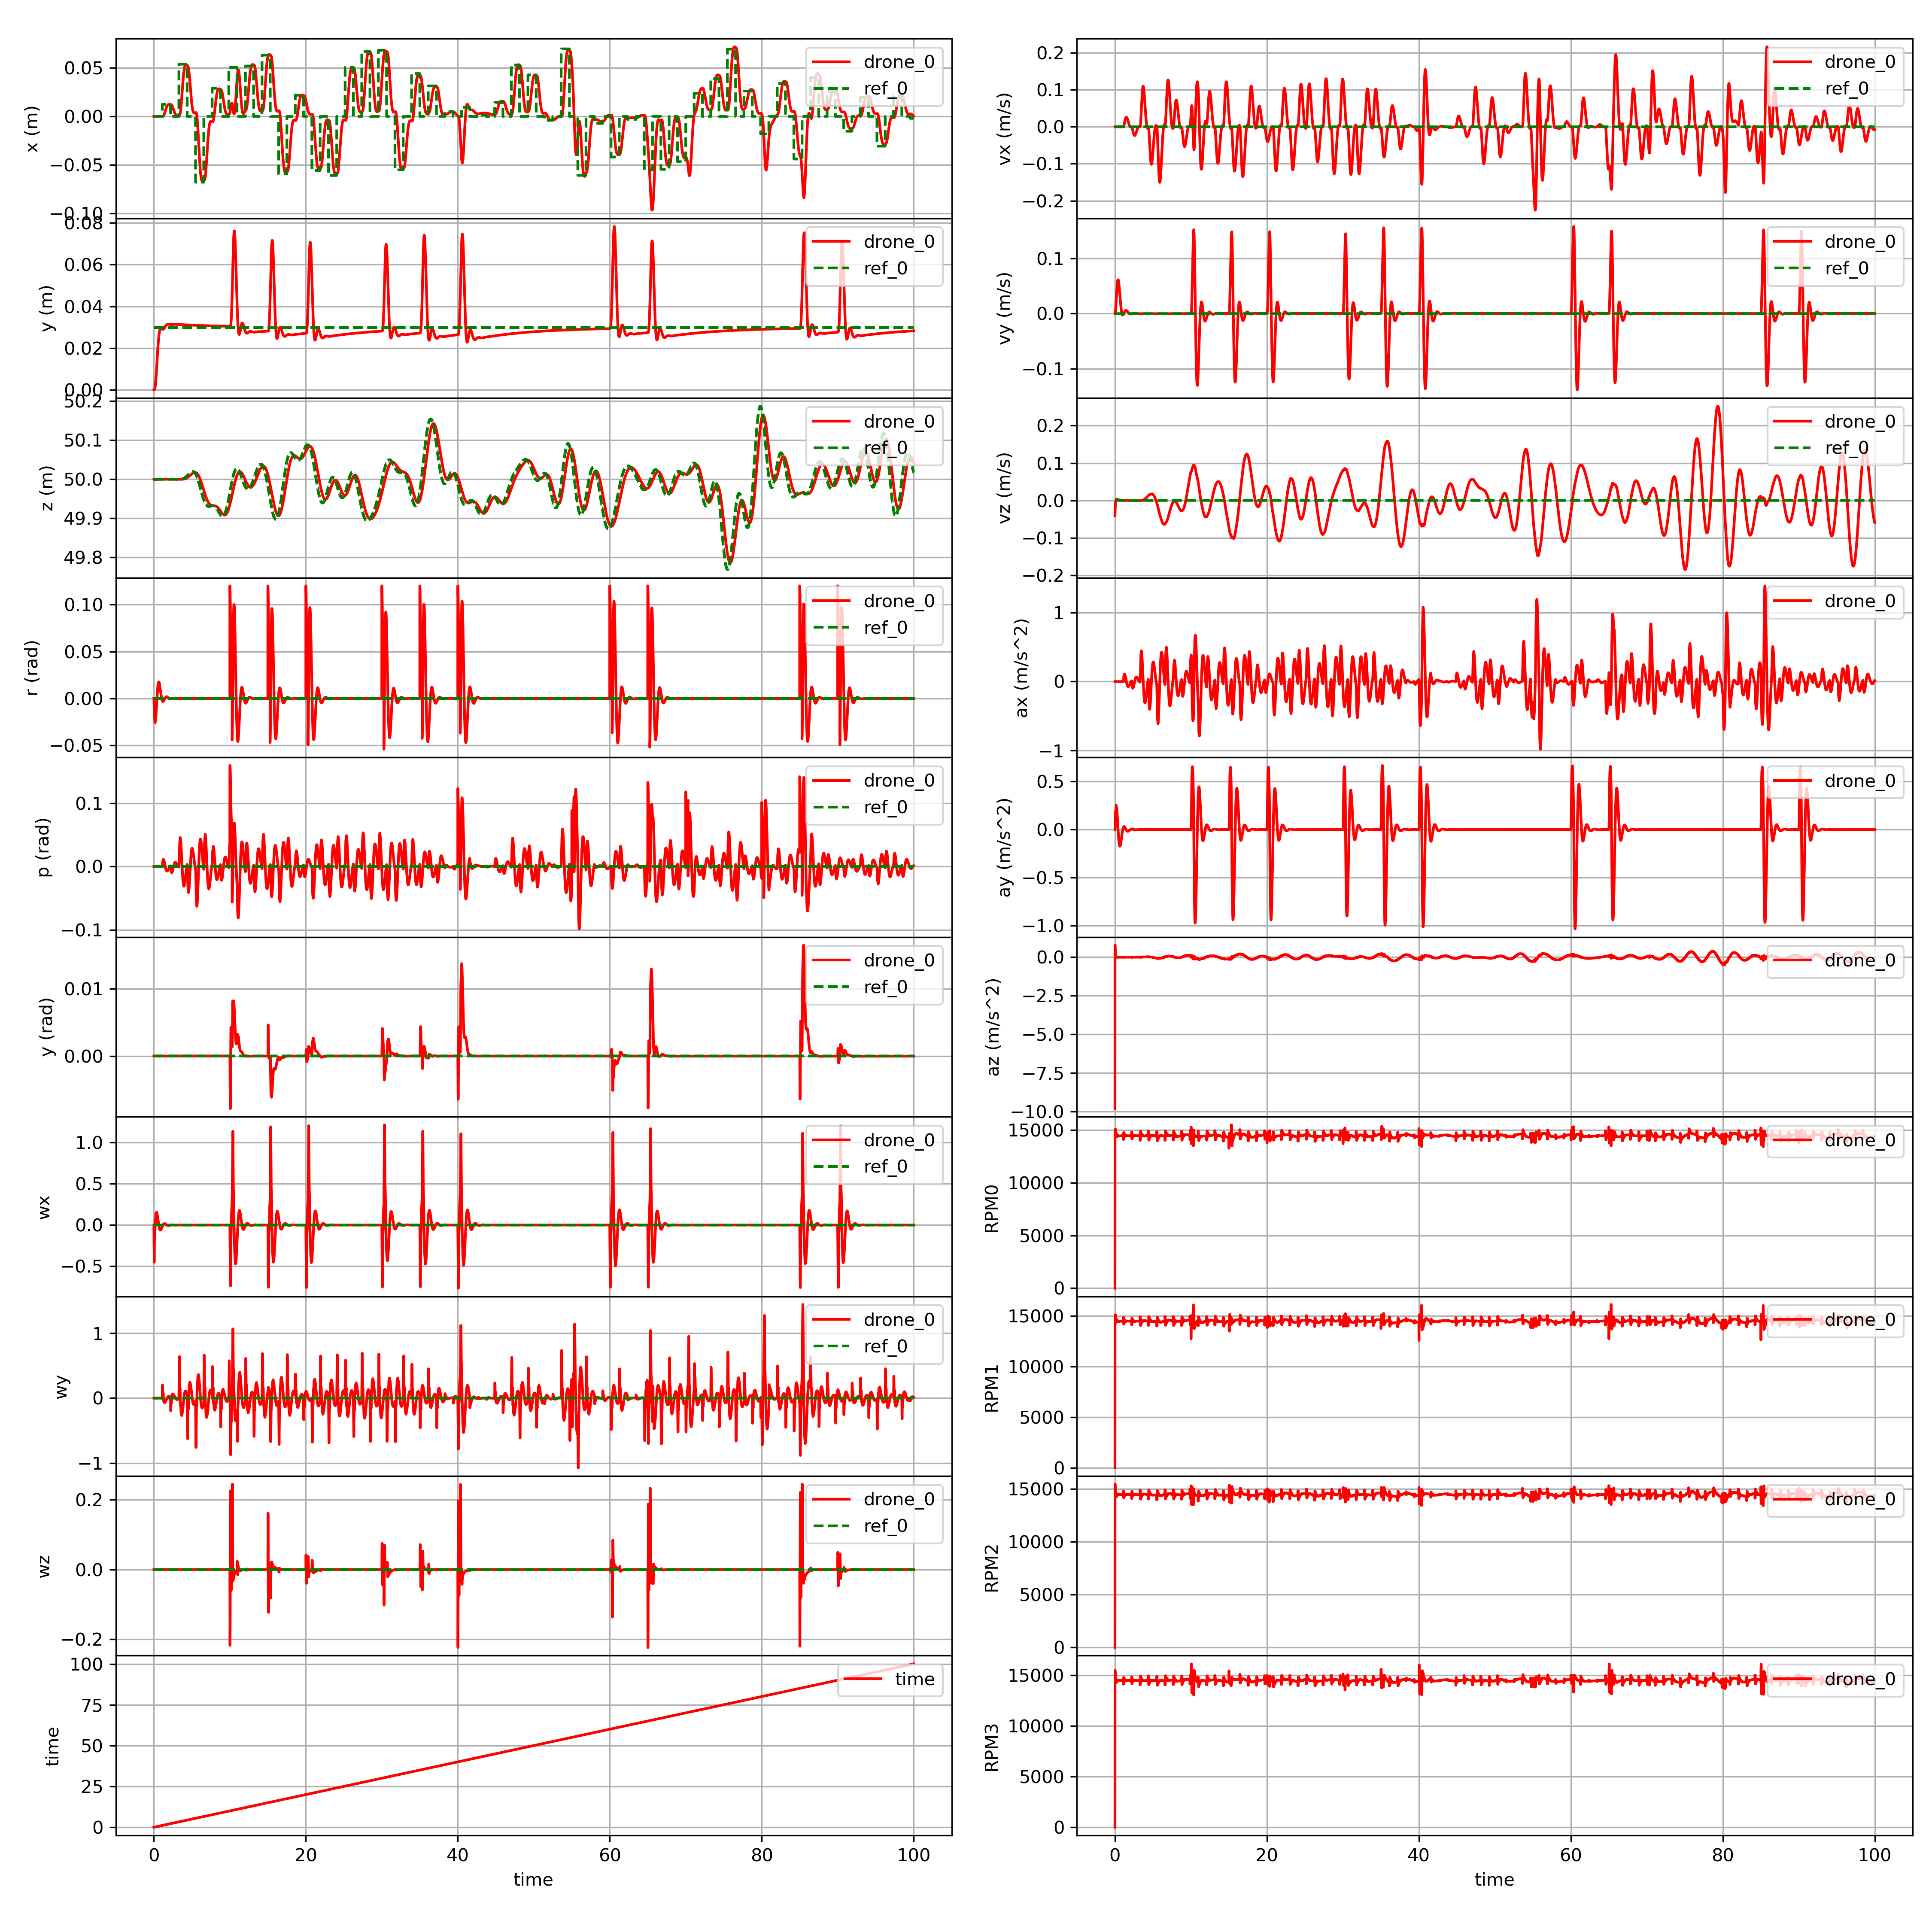 x (m)
0.05
0.00
−0.05
−0.10
drone_0
ref_0
y (m)
0.08
0.06
0.04
0.02
0.00
drone_0
ref_0
z (m)
50.2
50.1
50.0
49.9
49.8
drone_0
ref_0
r (rad)
0.10
0.05
0.00
−0.05
drone_0
ref_0
p (rad)
0.1
0.0
−0.1
drone_0
ref_0
y (rad)
0.01
0.00
drone_0
ref_0
wx
1.0
0.5
0.0
−0.5
drone_0
ref_0
wy
1
0
−1
drone_0
ref_0
wz
0.2
0.0
−0.2
drone_0
ref_0
time
100
75
50
25
0
time
0 20 40 60 80 100
time
vx (m/s)
0.2
0.1
0.0
−0.1
−0.2
drone_0
ref_0
vy (m/s)
0.1
0.0
−0.1
drone_0
ref_0
vz (m/s)
0.2
0.1
0.0
−0.1
−0.2
drone_0
ref_0
ax (m/s^2)
1
0
−1
drone_0
ay (m/s^2)
0.5
0.0
−0.5
−1.0
drone_0
az (m/s^2)
0.0
−2.5
−5.0
−7.5
−10.0
drone_0
RPM0
15000
10000
5000
0
drone_0
RPM1
15000
10000
5000
0
drone_0
RPM2
15000
10000
5000
0
drone_0
RPM3
15000
10000
5000
0
drone_0
0 20 40 60 80 100
time